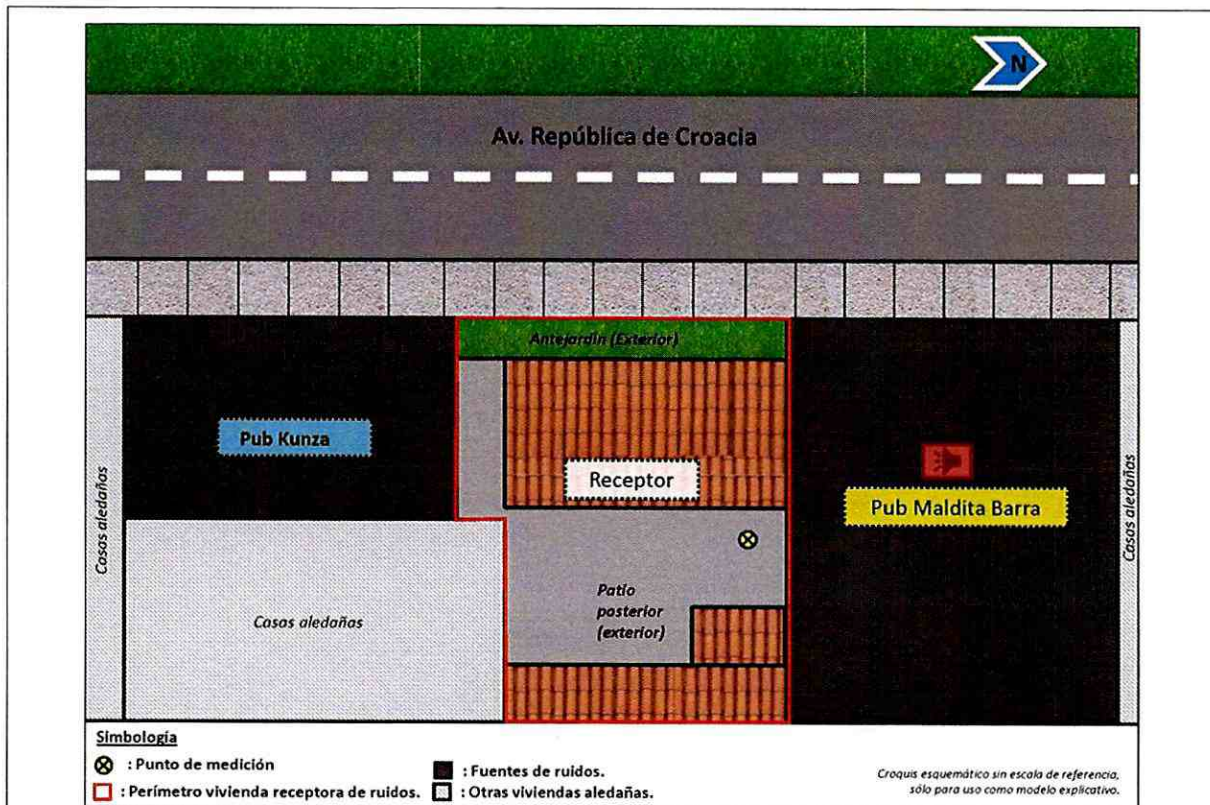 N
Av. República de Croacia
Antejardín (Exterior)
Casas aledañas
Pub Kunza
Receptor
Pub Maldita Barra
Casas aledañas
Casas aledañas
Patio
posterior
(exterior)
Simbología
: Punto de medición
: Fuentes de ruidos.
: Perímetro vivienda receptora de ruidos.
: Otras viviendas aledañas.
Croquis esquemático sin escala de referencia,
sólo para uso como modelo explicativo.